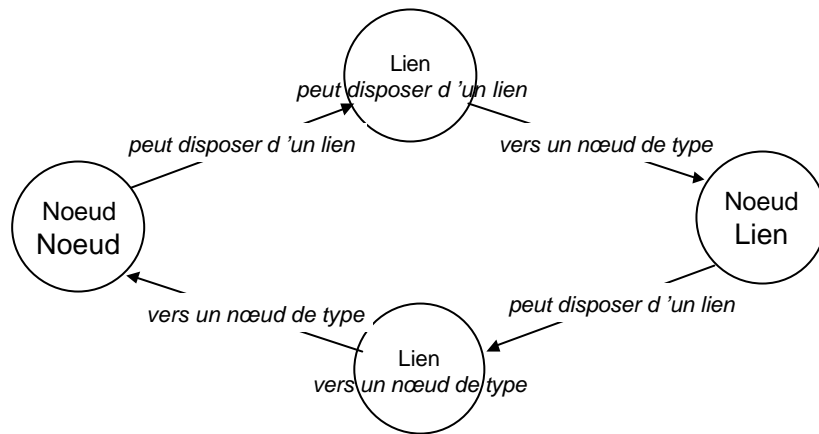 Lien
peut disposer d ’un lien
peut disposer d ’un lien
vers un nœud de type
Noeud
Noeud
Noeud
Lien
vers un nœud de type
peut disposer d ’un lien
Lien
vers un nœud de type